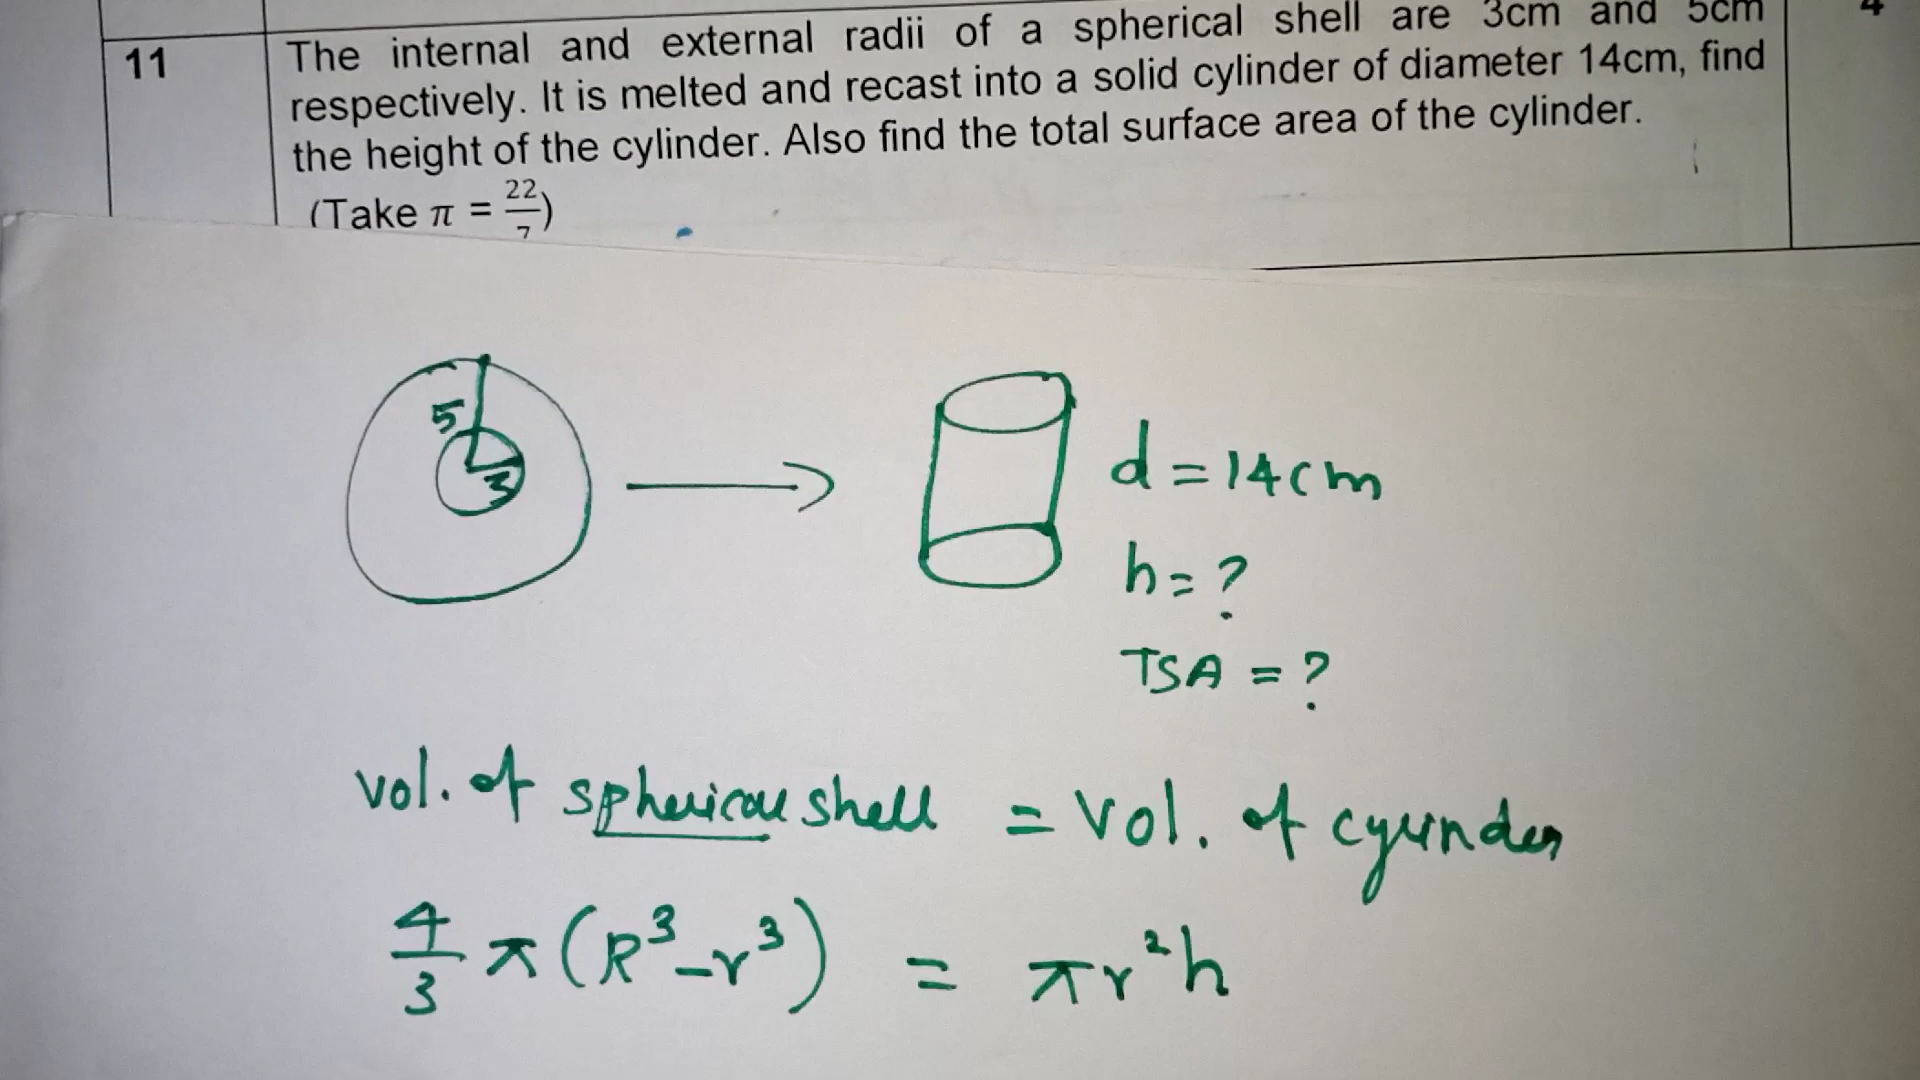 11
The internal and external radii of a spherical shell are 3cm and 5cm
4
respectively. It is melted and recast into a solid cylinder of diameter 14cm, find
the height of the cylinder. Also find the total surface area of the cylinder.
(Take π = 22/7)
5
3
d = 14cm
h = ?
TSA = ?
vol. of spherical shell = Vol. of cylinder
4/3 π (R³ - r³) = πr²h